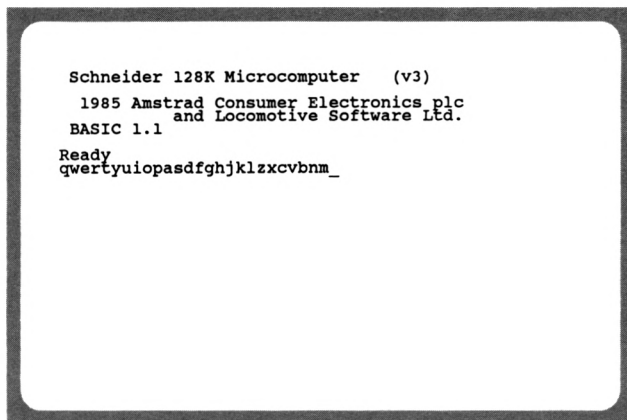 Schneider 128K Microcomputer (v3)
1985 Amstrad Consumer Electronics plc
and Locomotive Software Ltd.
BASIC 1.1
Ready
qwertyuiopasdfghjklzxcvbnm_